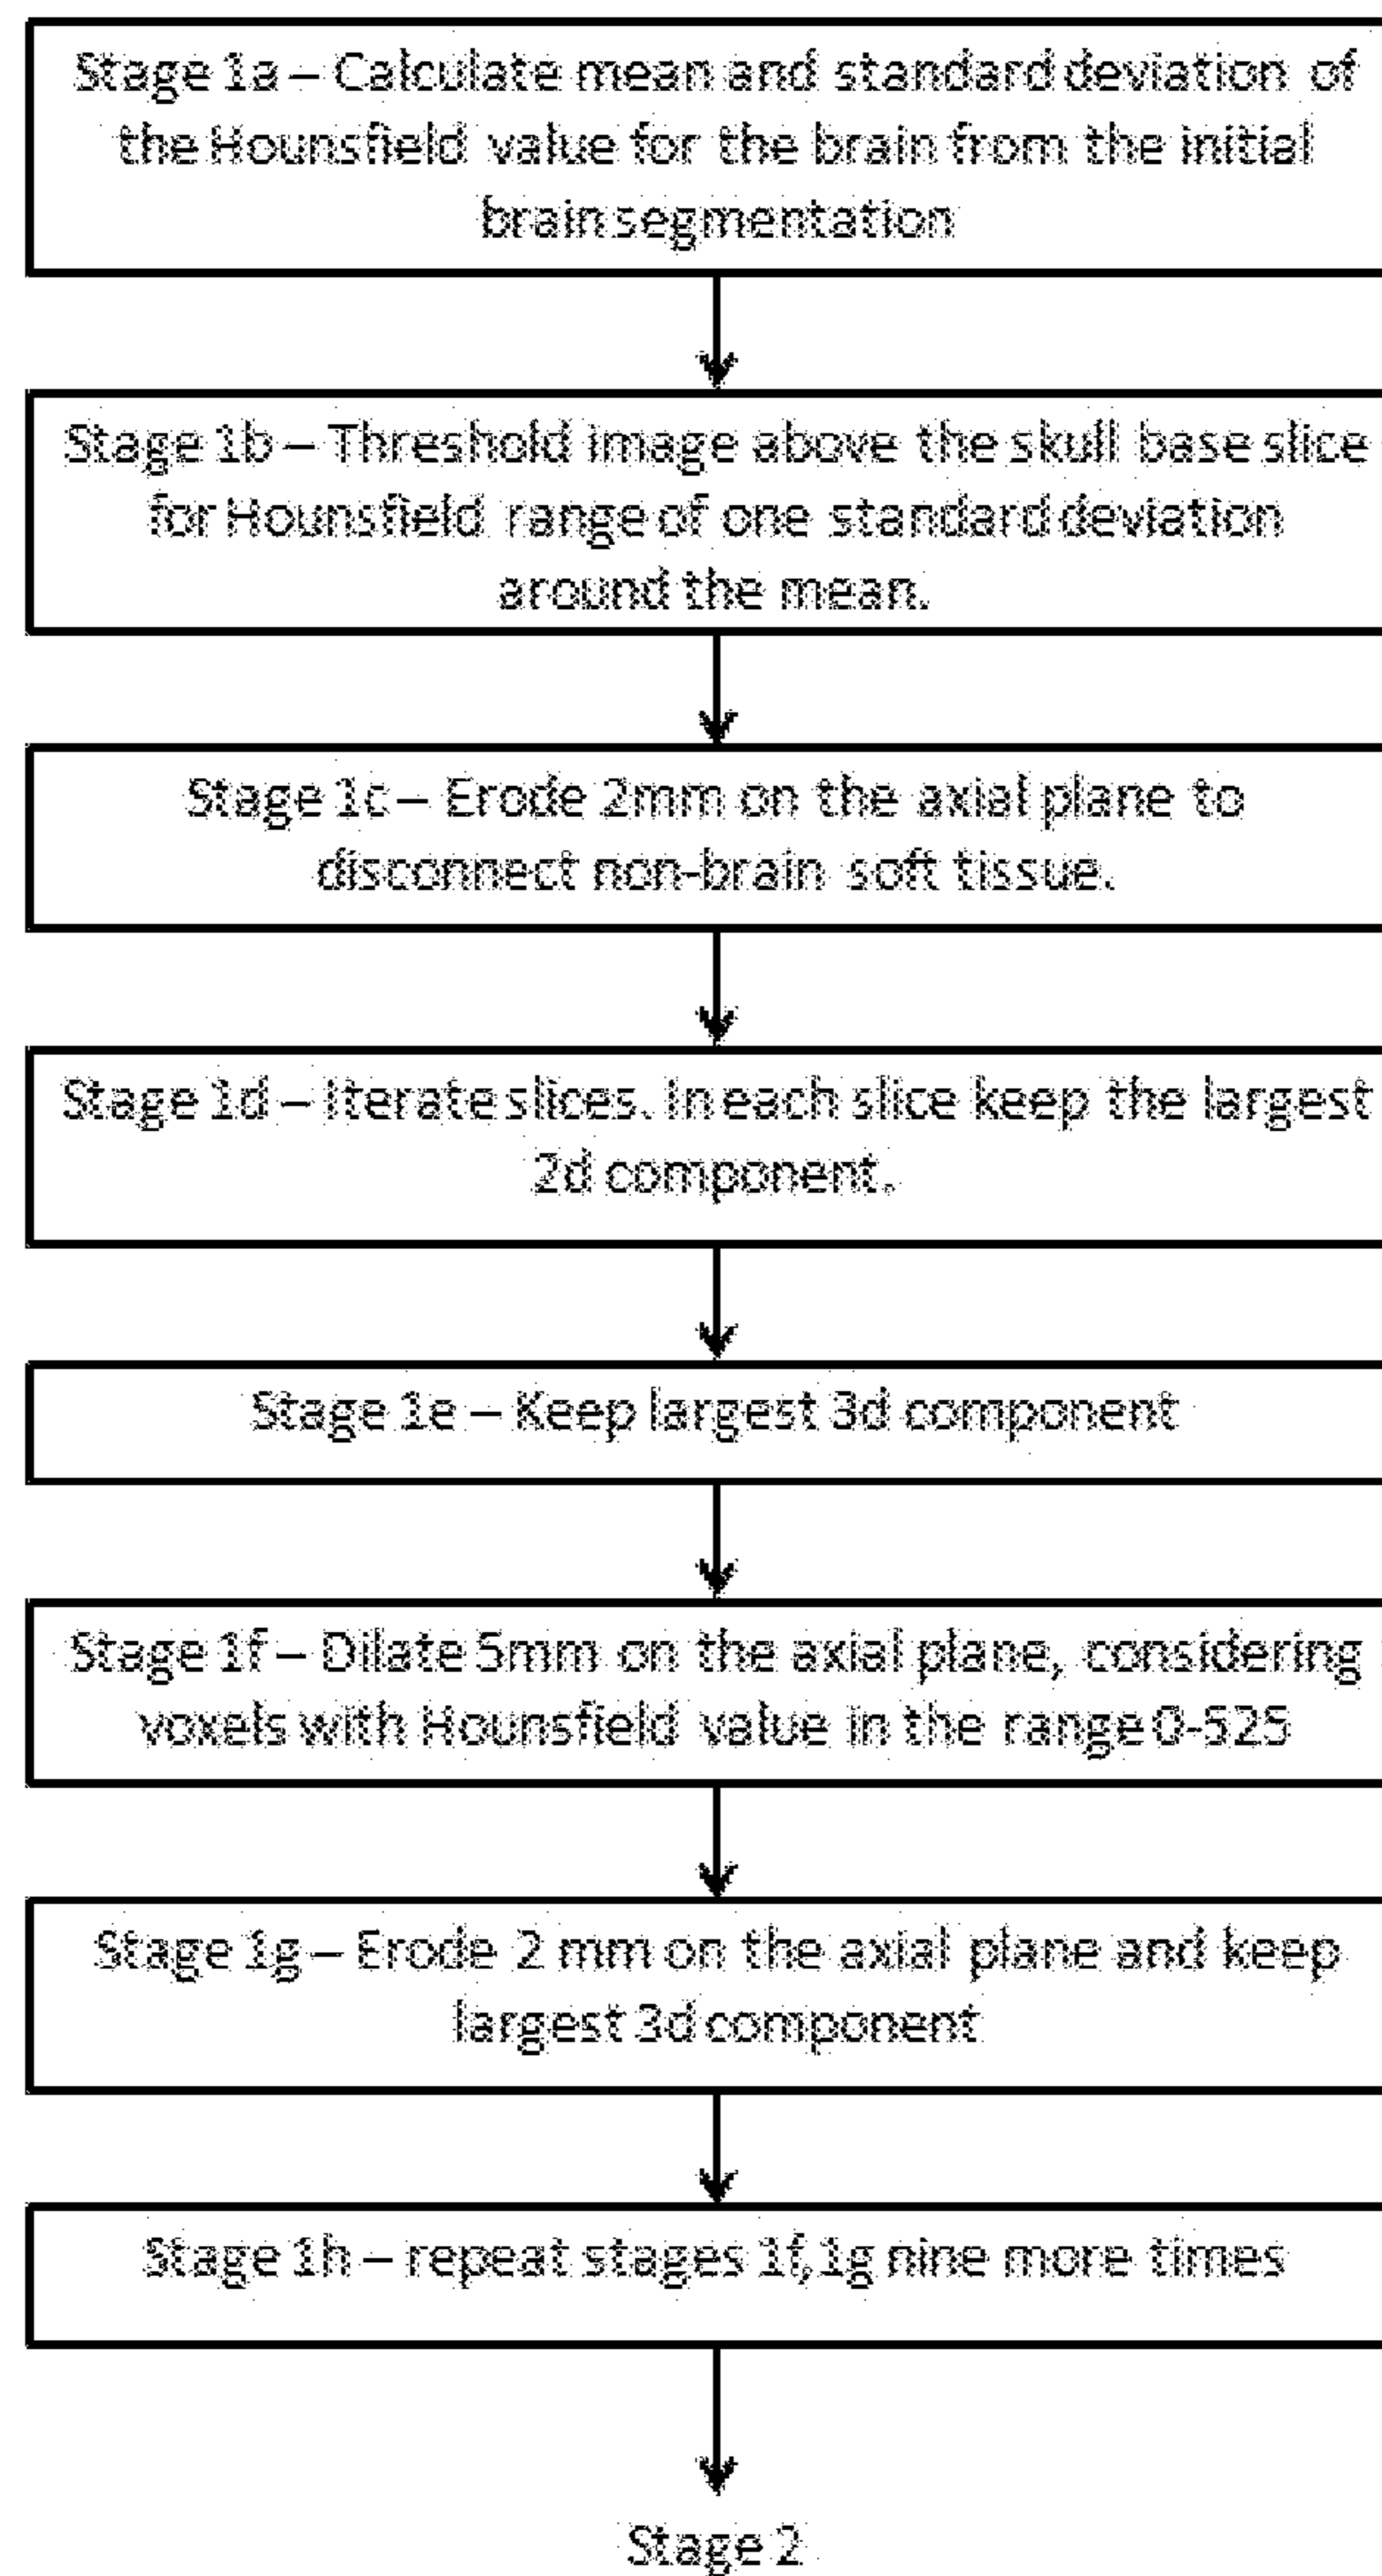 Stage 1a – Calculate mean and standard deviation of
the Hounsfield value for the brain from the initial
brain segmentation
Stage 1b – Threshold image above the skull base slice
for Hounsfield range of one standard deviation
around the mean.
Stage 1c – Erode 2mm on the axial plane to
disconnect non-brain soft tissue.
Stage 1d – Iterate slices. In each slice keep the largest
2d component.
Stage 1e – Keep largest 3d component
Stage 1f – Dilate 5mm on the axial plane, considering
voxels with Hounsfield value in the range 0-525
Stage 1g – Erode 2 mm on the axial plane and keep
largest 3d component
Stage 1h – repeat stages 1f,1g nine more times
Stage 2